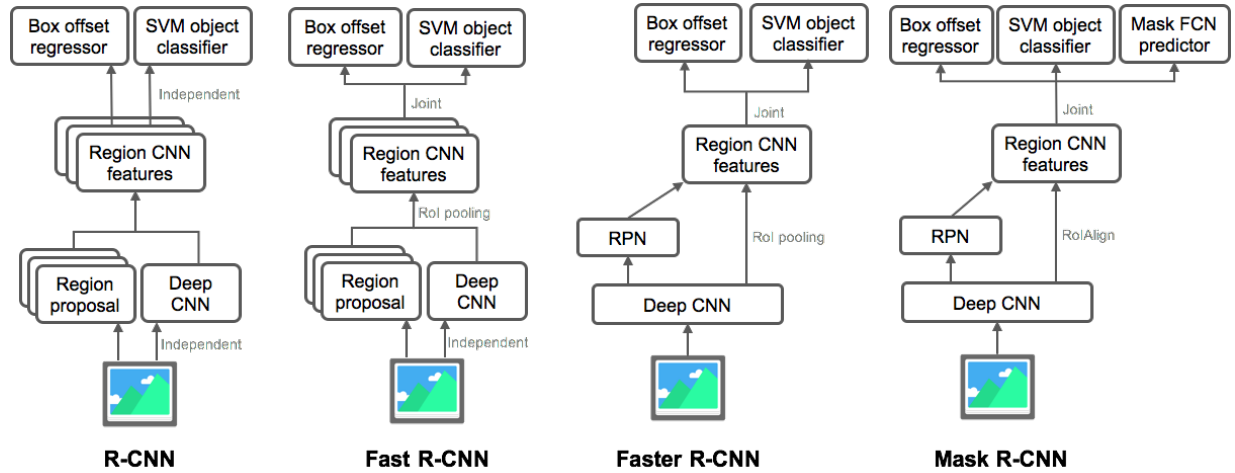 Box offset
regressor
SVM object
classifier
Independent
Region CNN
features
Region
proposal
Deep
CNN
Independent
R-CNN
Box offset
regressor
SVM object
classifier
Joint
Region CNN
features
RoI pooling
Region
proposal
Deep
CNN
Independent
Fast R-CNN
Box offset
regressor
SVM object
classifier
Joint
Region CNN
features
RPN
RoI pooling
Deep CNN
Faster R-CNN
Box offset
regressor
SVM object
classifier
Mask FCN
predictor
Joint
Region CNN
features
RPN
RoIAlign
Deep CNN
Mask R-CNN